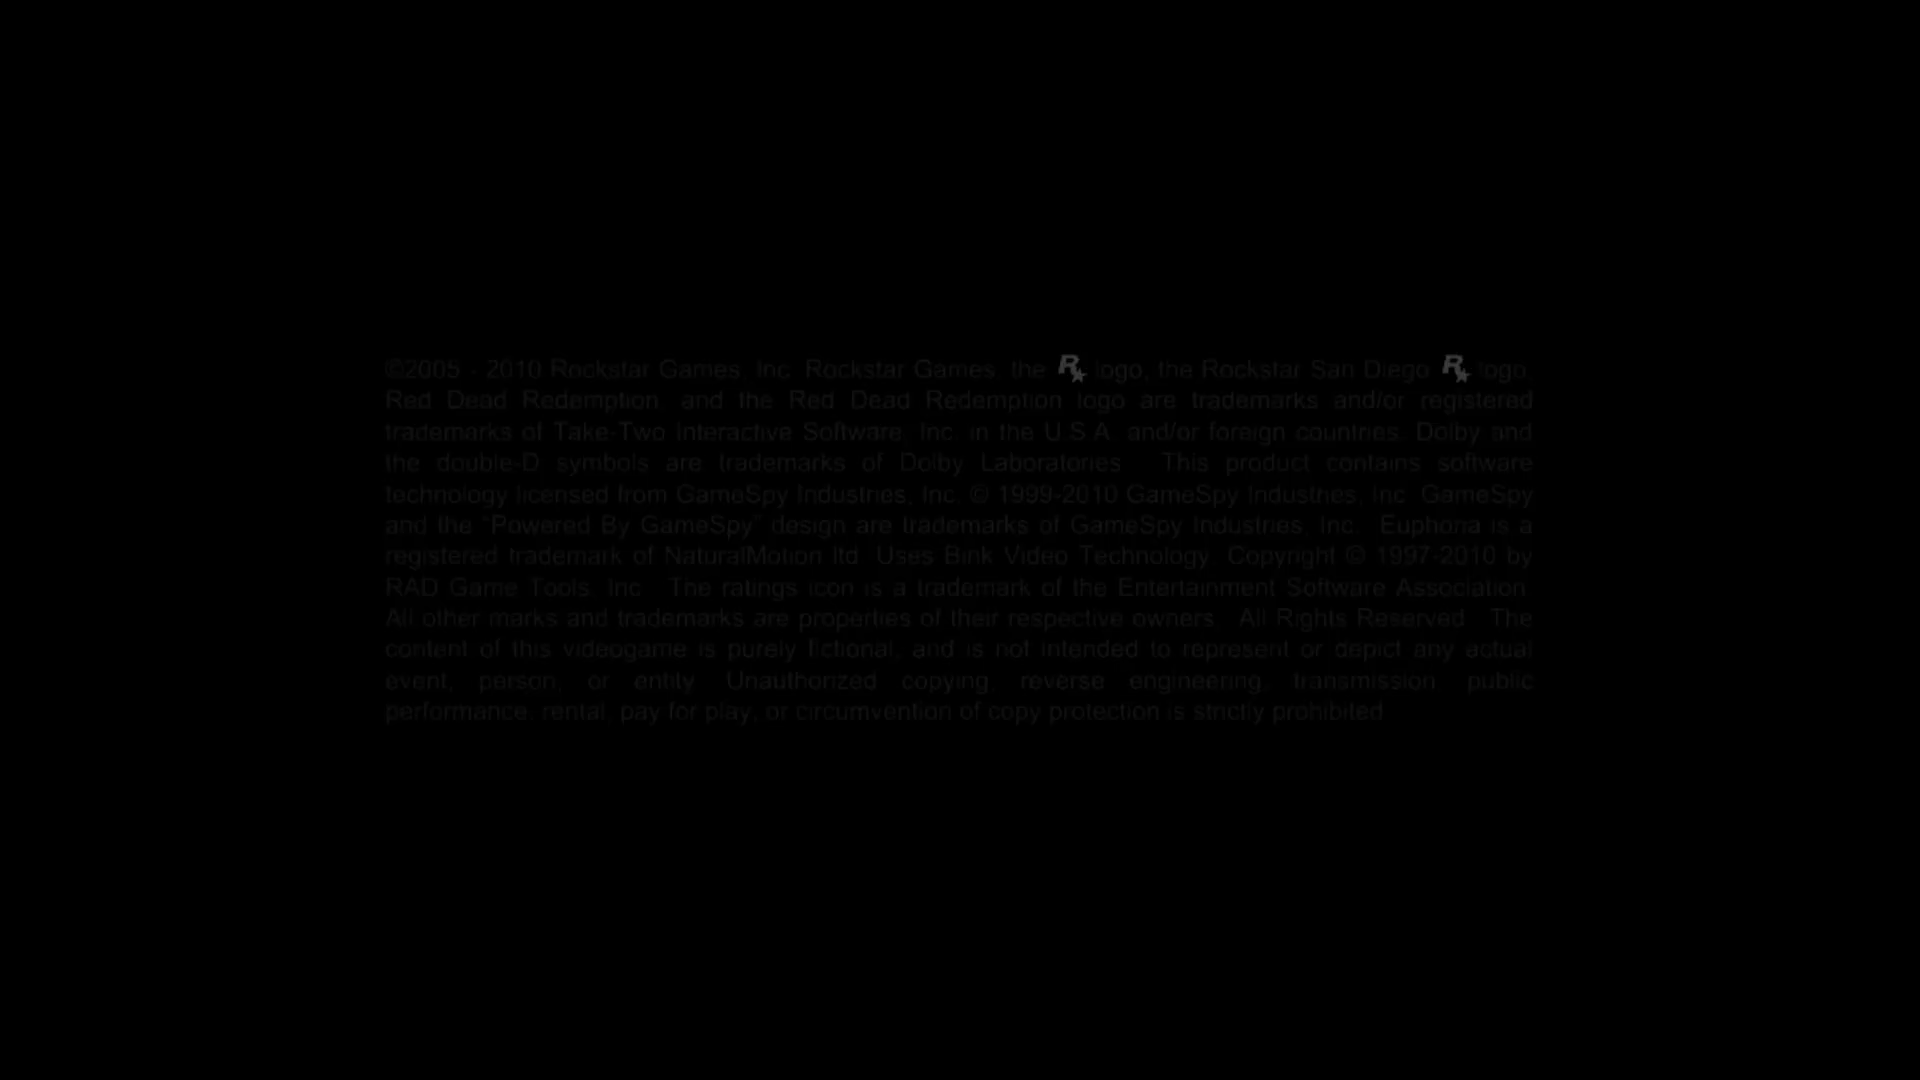 ©2005 - 2010 Rockstar Games, Inc. Rockstar Games, the R logo, the Rockstar San Diego R logo,
Red Dead Redemption, and the Red Dead Redemption logo are trademarks and/or registered
trademarks of Take-Two Interactive Software, Inc. in the U.S.A. and/or foreign countries. Dolby and
the double-D symbols are trademarks of Dolby Laboratories. This product contains software
technology licensed from GameSpy Industries, Inc. © 1999-2010 GameSpy Industries, Inc. GameSpy
and the "Powered By GameSpy" design are trademarks of GameSpy Industries, Inc. Euphoria is a
registered trademark of NaturalMotion ltd. Uses Bink Video Technology. Copyright © 1997-2010 by
RAD Game Tools, Inc. The ratings icon is a trademark of the Entertainment Software Association.
All other marks and trademarks are properties of their respective owners. All Rights Reserved. The
content of this videogame is purely fictional, and is not intended to represent or depict any actual
event, person, or entity. Unauthorized copying, reverse engineering, transmission, public
performance, rental, pay for play, or circumvention of copy protection is strictly prohibited.